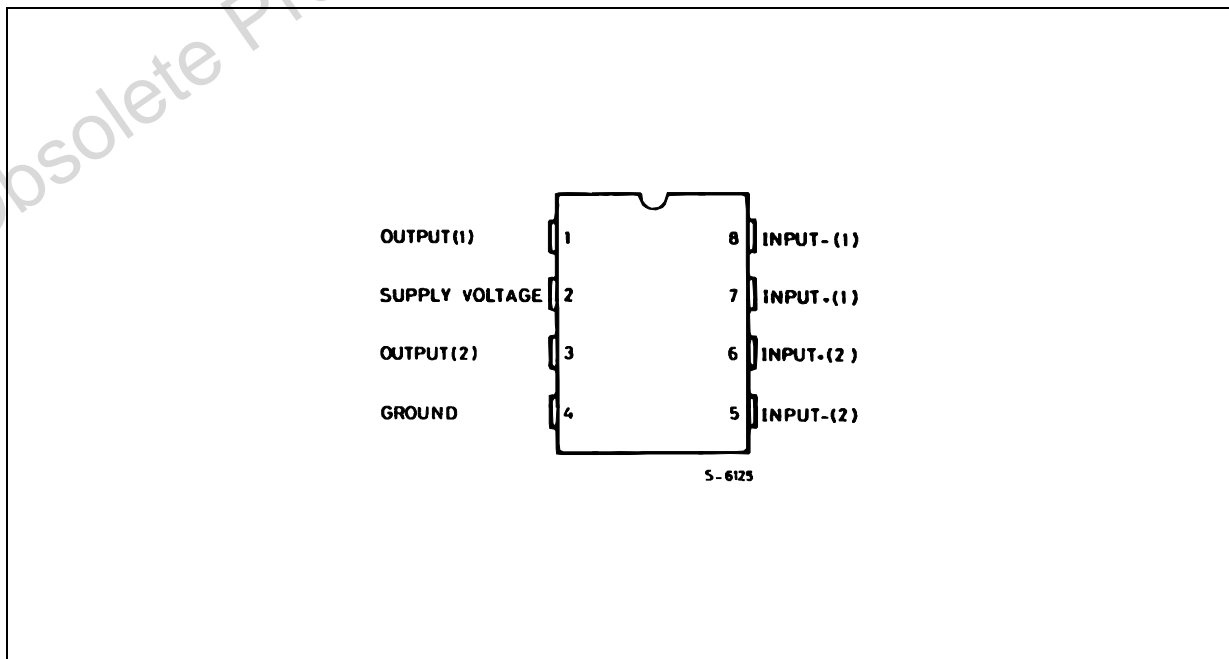 obsolete Pr
OUTPUT(1) 1 8 INPUT-(1)
SUPPLY VOLTAGE 2 7 INPUT+(1)
OUTPUT(2) 3 6 INPUT+(2)
GROUND 4 5 INPUT-(2)
S-6125